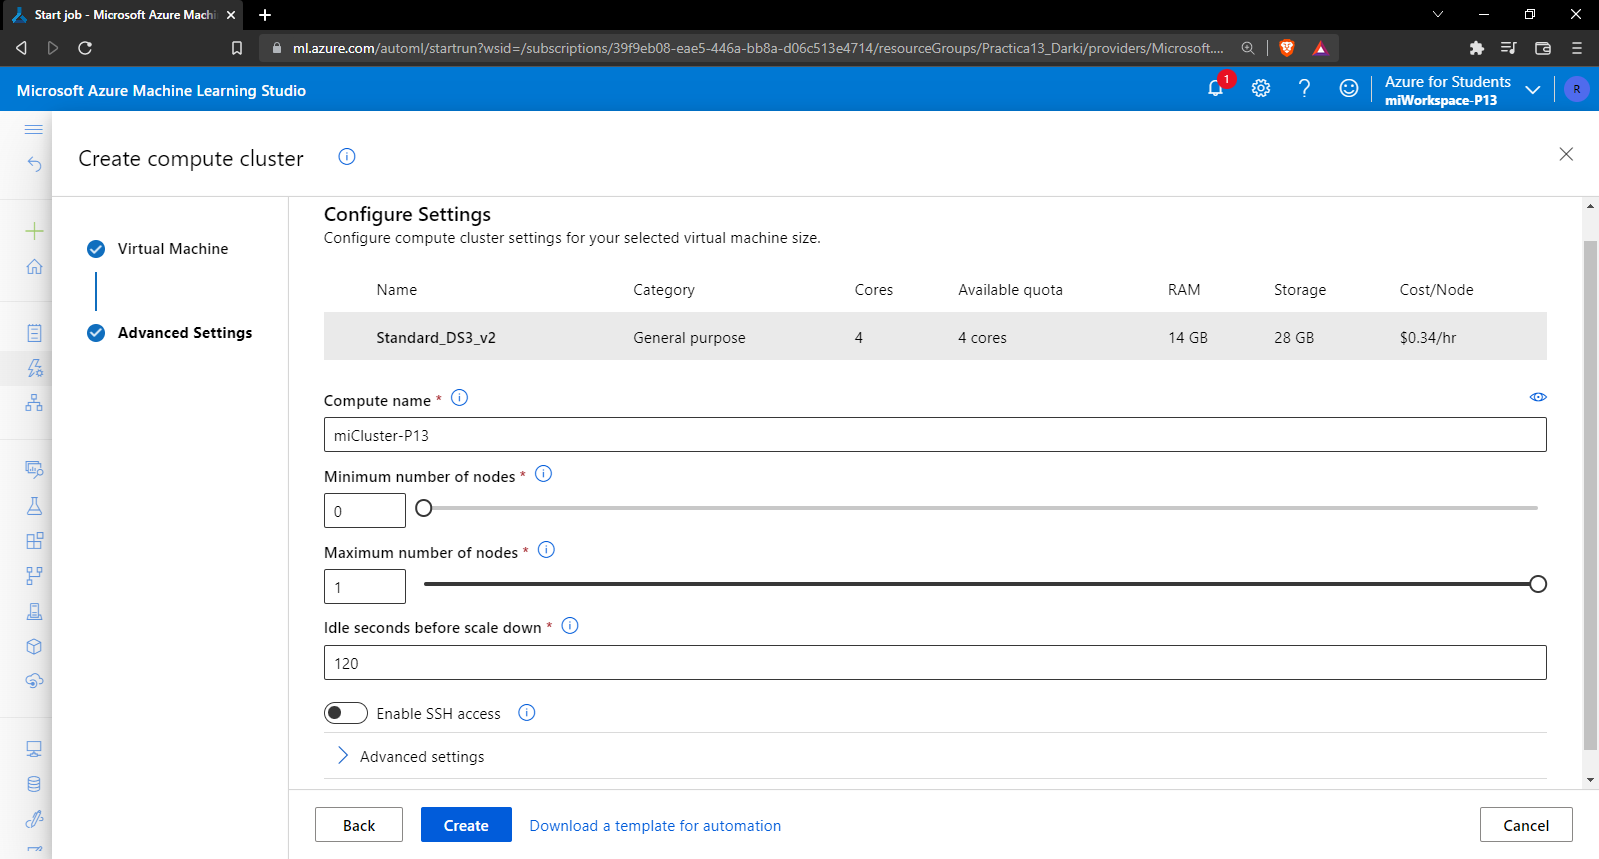 Start job - Microsoft Azure Machi
ml.azure.com/automl/startrun?wsid=/subscriptions/39f9eb08-eae5-446a-bb8a-d06c513e4714/resourceGroups/Practica13_Darki/providers/Microsoft....
Microsoft Azure Machine Learning Studio
1
Azure for Students
miWorkspace-P13
R
Create compute cluster
Virtual Machine
Advanced Settings
Configure Settings
Configure compute cluster settings for your selected virtual machine size.
Name Category Cores Available quota RAM Storage Cost/Node
Standard_DS3_v2 General purpose 4 4 cores 14 GB 28 GB $0.34/hr
Compute name *
miCluster-P13
Minimum number of nodes *
0
Maximum number of nodes *
1
Idle seconds before scale down *
120
Enable SSH access
Advanced settings
Back Create Download a template for automation Cancel